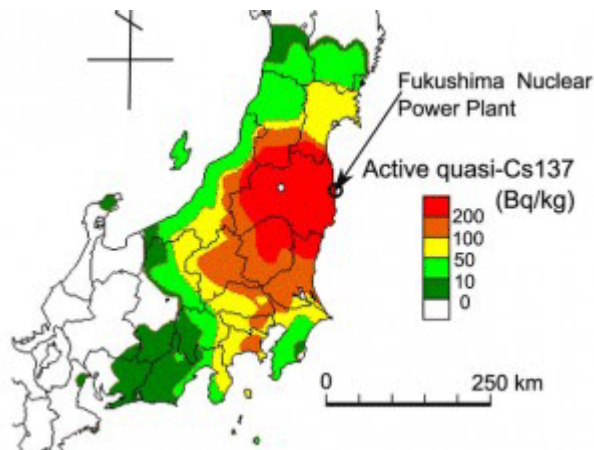 Fukushima Nuclear
Power Plant
Active quasi-Cs137
(Bq/kg)
200
100
50
10
0
0 250 km